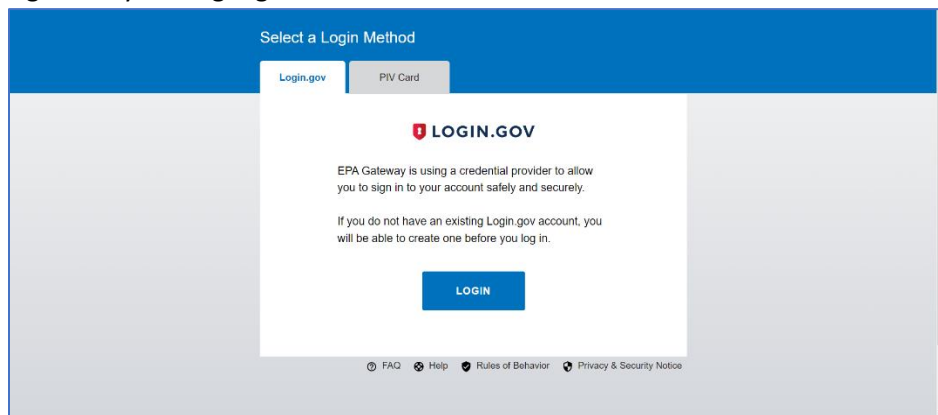 Select a Login Method
Login.gov PIV Card
LOGIN.GOV
EPA Gateway is using a credential provider to allow
you to sign in to your account safely and securely.
If you do not have an existing Login.gov account, you
will be able to create one before you log in.
LOGIN
FAQ Help Rules of Behavior Privacy & Security Notice